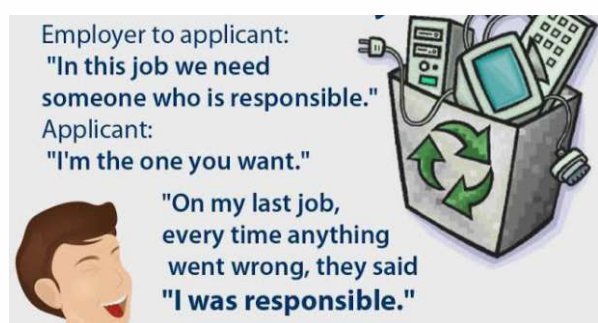 Employer to applicant:
"In this job we need
someone who is responsible."
Applicant:
"I'm the one you want."
"On my last job,
every time anything
went wrong, they said
"I was responsible."